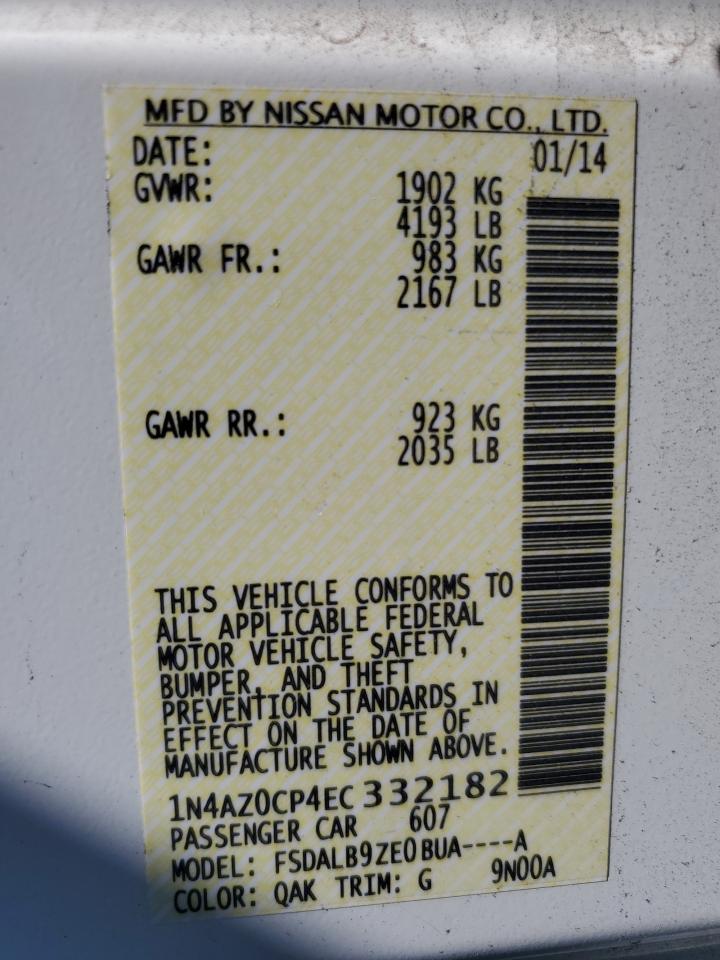 MFD BY NISSAN MOTOR CO., LTD.
DATE: 01/14
GVWR: 1902 KG
4193 LB
GAWR FR.: 983 KG
2167 LB
GAWR RR.: 923 KG
2035 LB
THIS VEHICLE CONFORMS TO
ALL APPLICABLE FEDERAL
MOTOR VEHICLE SAFETY,
BUMPER, AND THEFT
PREVENTION STANDARDS IN
EFFECT ON THE DATE OF
MANUFACTURE SHOWN ABOVE.
1N4AZ0CP4EC 332182
PASSENGER CAR 607
MODEL: FSDALB9ZE0BUA----A
COLOR: QAK TRIM: G 9N00A